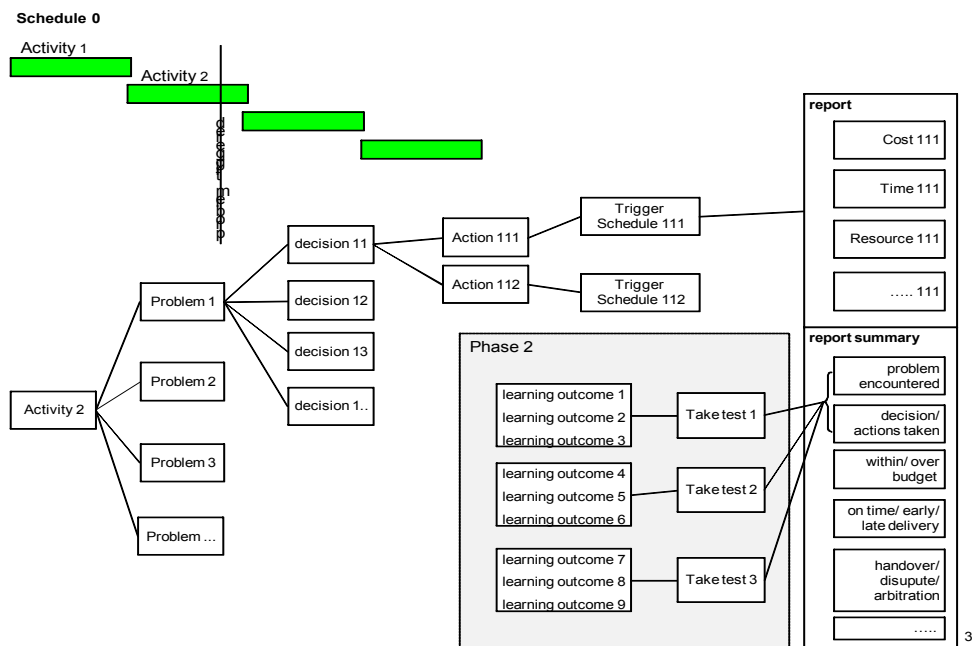 Schedule 0
Activity 1
Activity 2
report
Cost 111
Time 111
Resource 111
….. 111
Trigger
Schedule 111
Trigger
Schedule 112
Action 111
Action 112
decision 11
decision 12
decision 13
decision 1..
Problem 1
Problem 2
Problem 3
Problem ...
Activity 2
Phase 2
learning outcome 1
learning outcome 2
learning outcome 3
Take test 1
learning outcome 4
learning outcome 5
learning outcome 6
Take test 2
learning outcome 7
learning outcome 8
learning outcome 9
Take test 3
report summary
problem
encountered
decision/
actions taken
within/ over
budget
on time/ early/
late delivery
handover/
disupute/
arbitration
…..
3